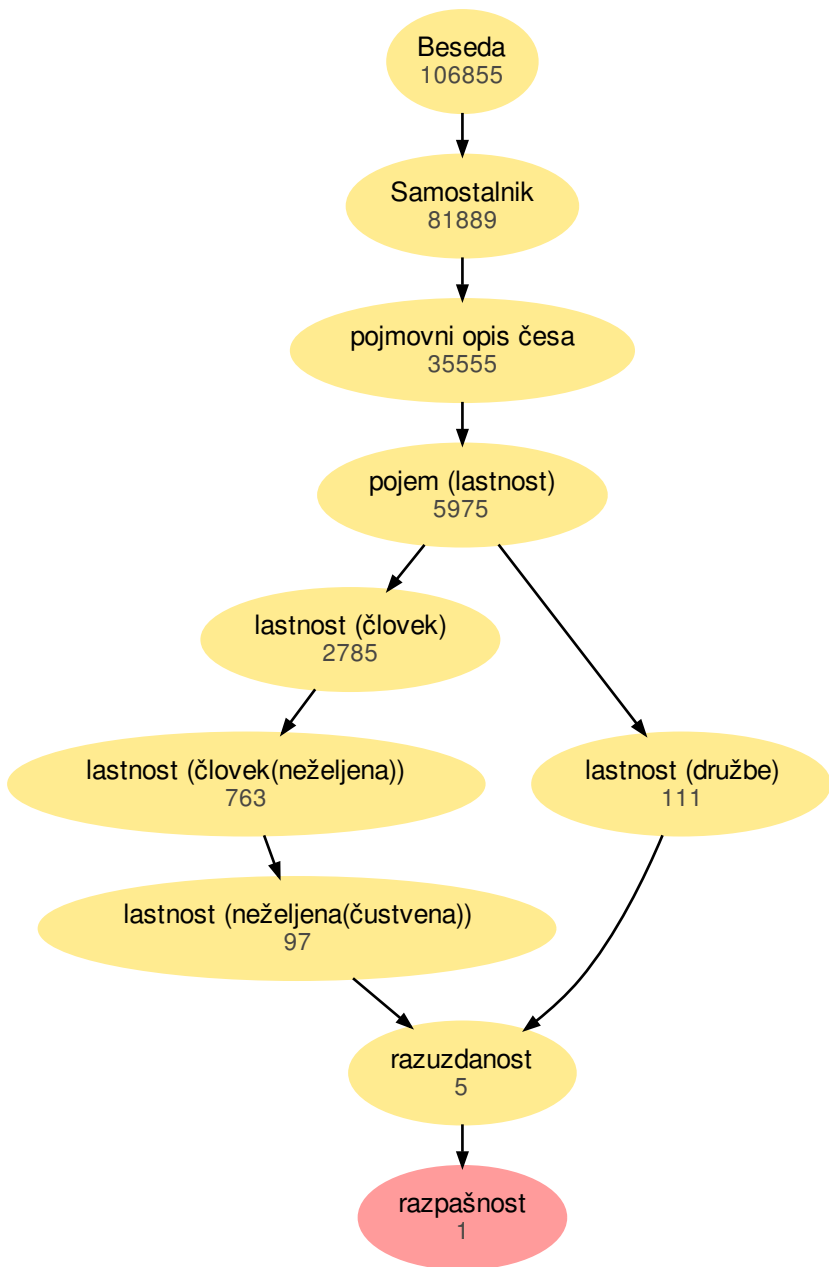 Beseda
106855
Samostalnik
81889
pojmovni opis česa
35555
pojem (lastnost)
5975
lastnost (človek)
2785
lastnost (človek(neželjena))
763
lastnost (družbe)
111
lastnost (neželjena(čustvena))
97
razuzdanost
5
razpašnost
1